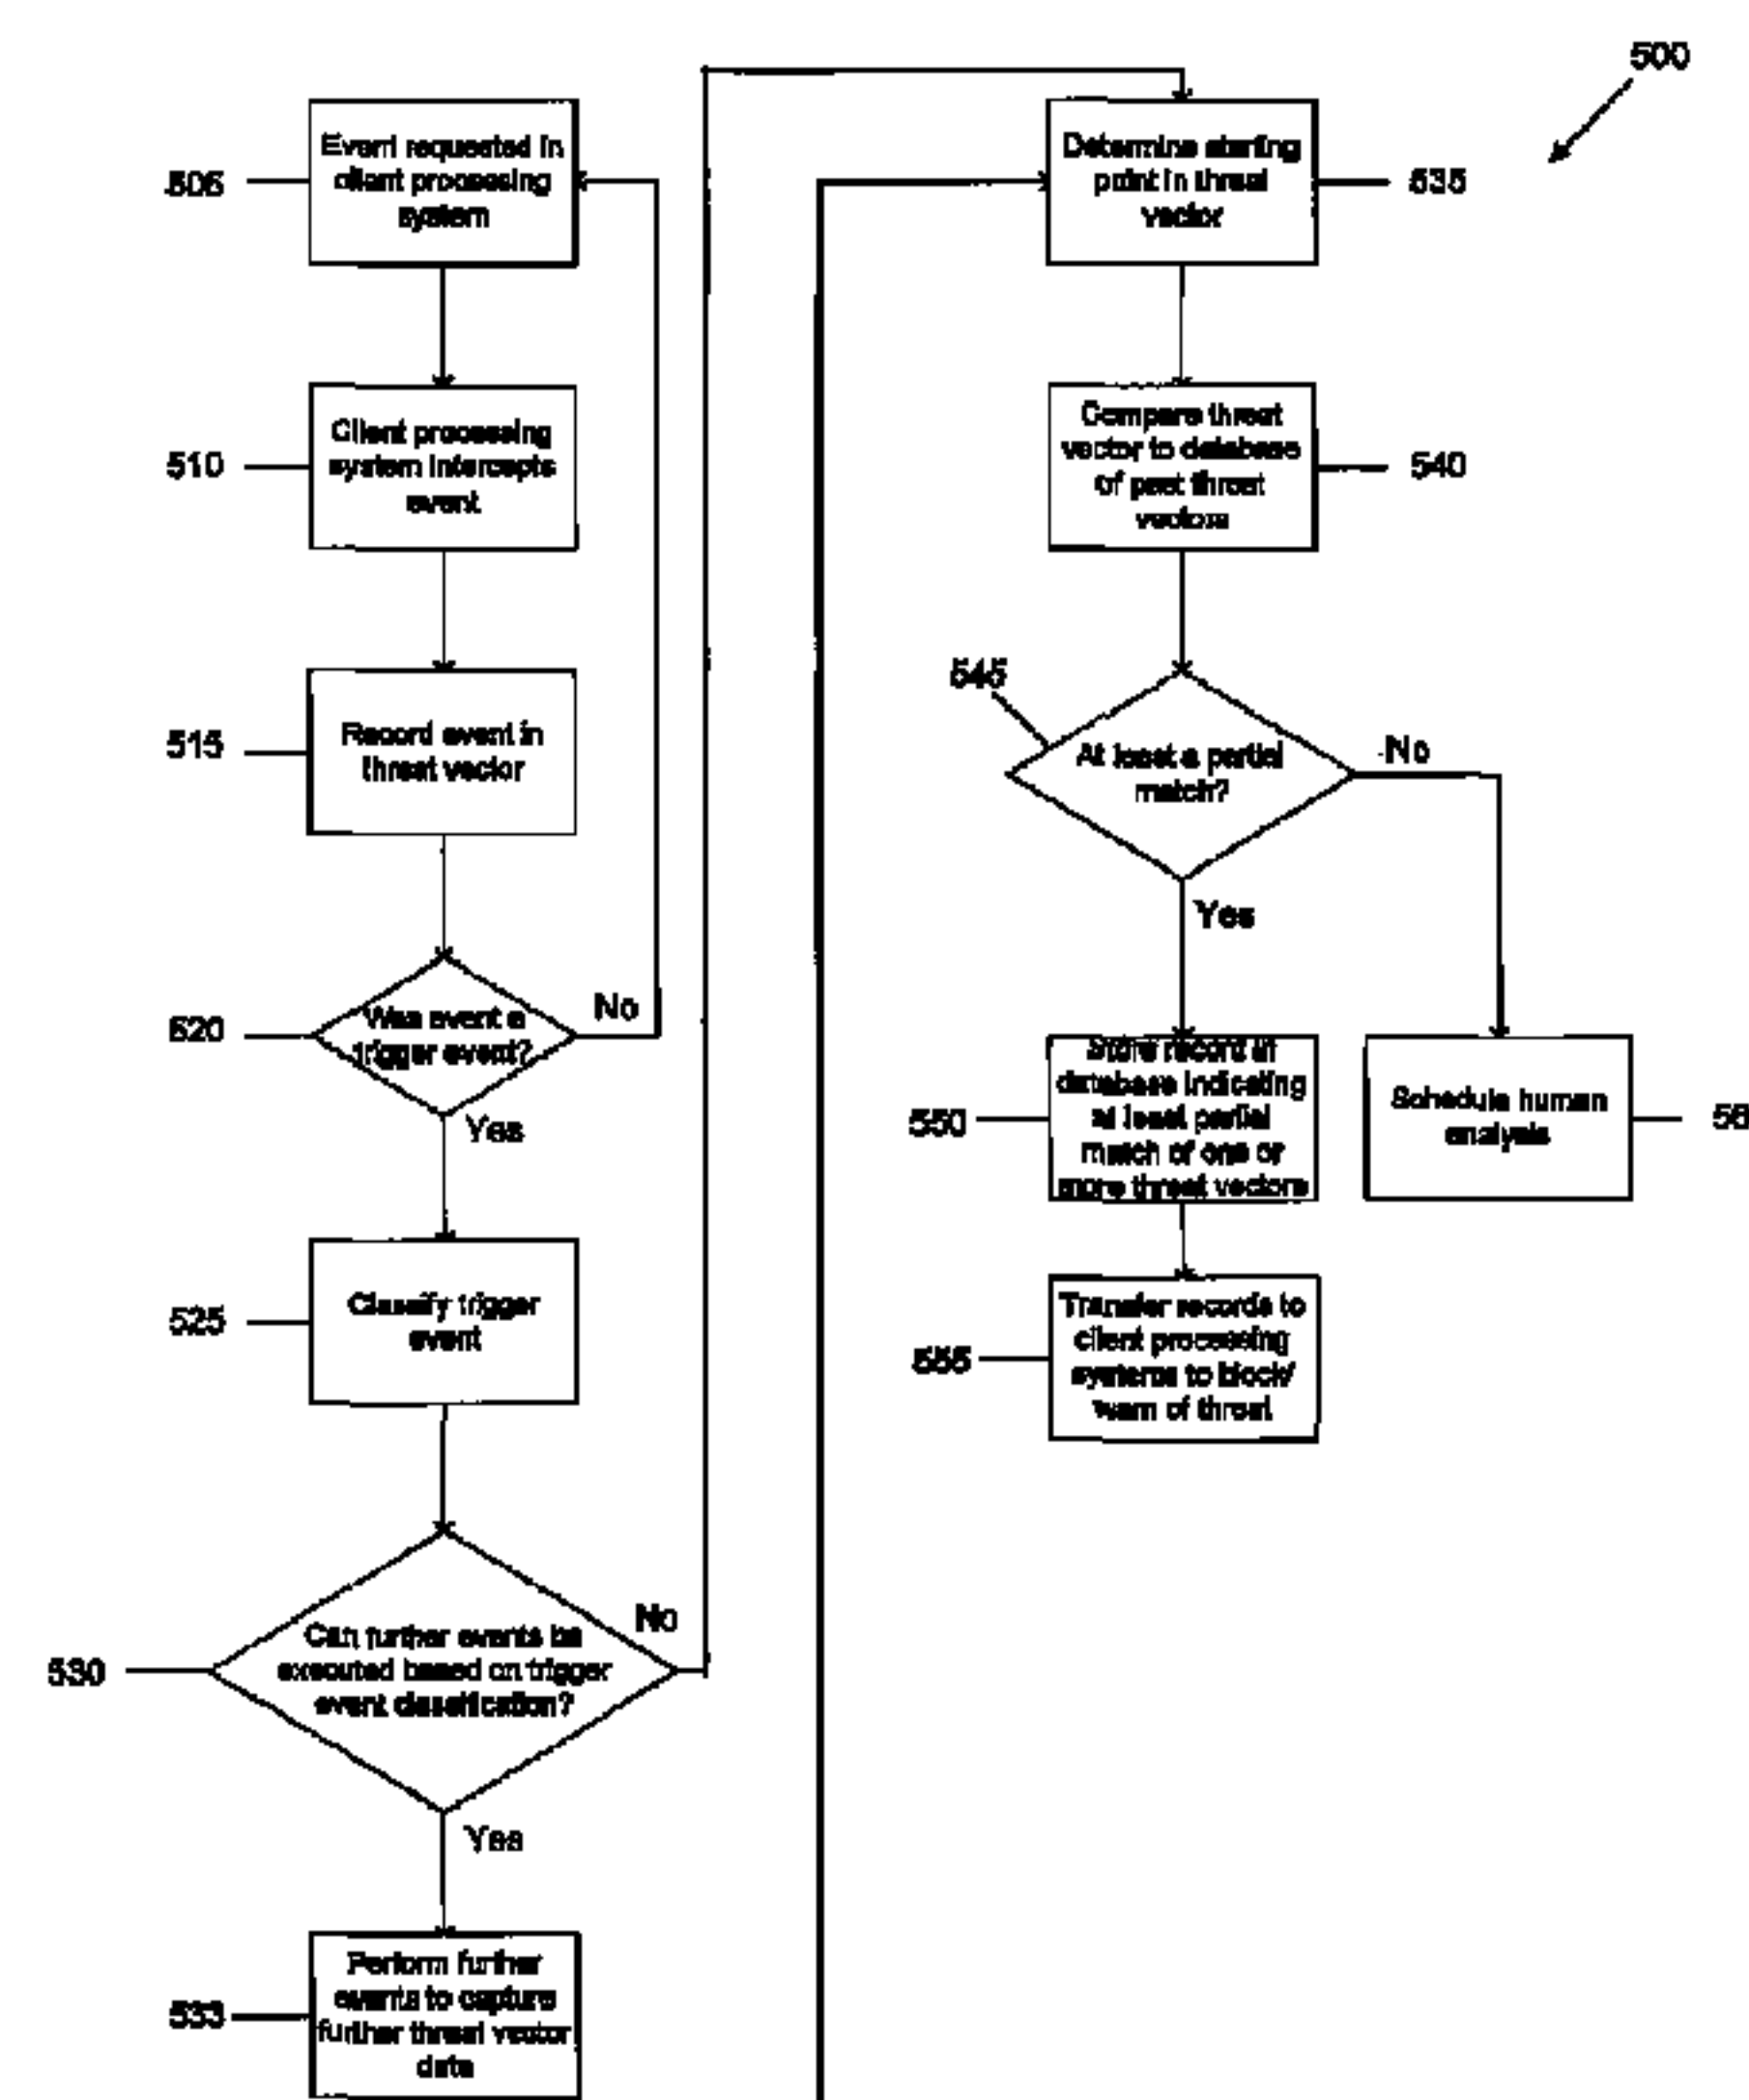 500
505
Event requested in
client processing
system
510
Client processing
system intercepts
event
515
Record event in
threat vector
520
Was event a
trigger event?
No
Yes
525
Classify trigger
event
530
Can further events be
executed based on trigger
event classification?
No
Yes
533
Perform further
events to capture
further threat vector
data
Determine starting
point in threat
vector
535
Compare threat
vector to database
of past threat
vectors
540
545
At least a partial
match?
No
Yes
550
Store record in
database indicating
at least partial
match of one or
more threat vectors
Schedule human
analysis
56
555
Transfer records to
client processing
systems to block/
warn of threat